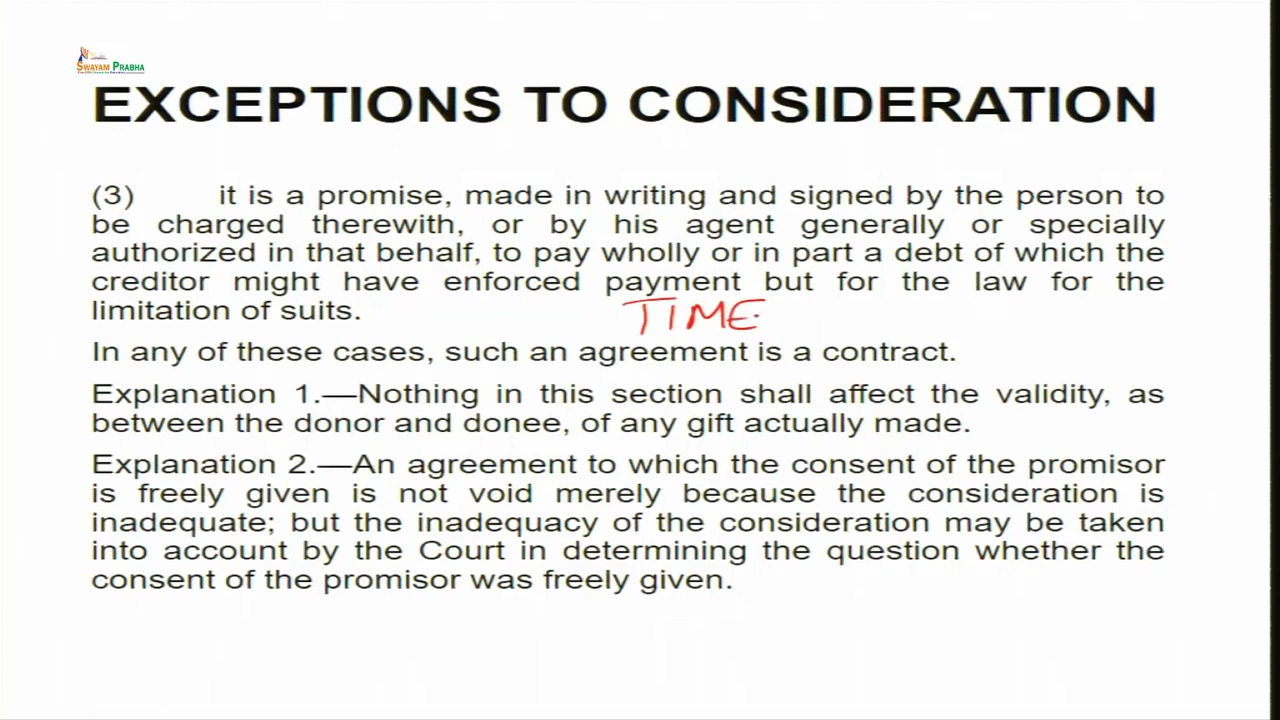 SWAYAM PRABHA
EXCEPTIONS TO CONSIDERATION
(3) it is a promise, made in writing and signed by the person to
be charged therewith, or by his agent generally or specially
authorized in that behalf, to pay wholly or in part a debt of which the
creditor might have enforced payment but for the law for the
limitation of suits.
TIME
In any of these cases, such an agreement is a contract.
Explanation 1.—Nothing in this section shall affect the validity, as
between the donor and donee, of any gift actually made.
Explanation 2.—An agreement to which the consent of the promisor
is freely given is not void merely because the consideration is
inadequate; but the inadequacy of the consideration may be taken
into account by the Court in determining the question whether the
consent of the promisor was freely given.